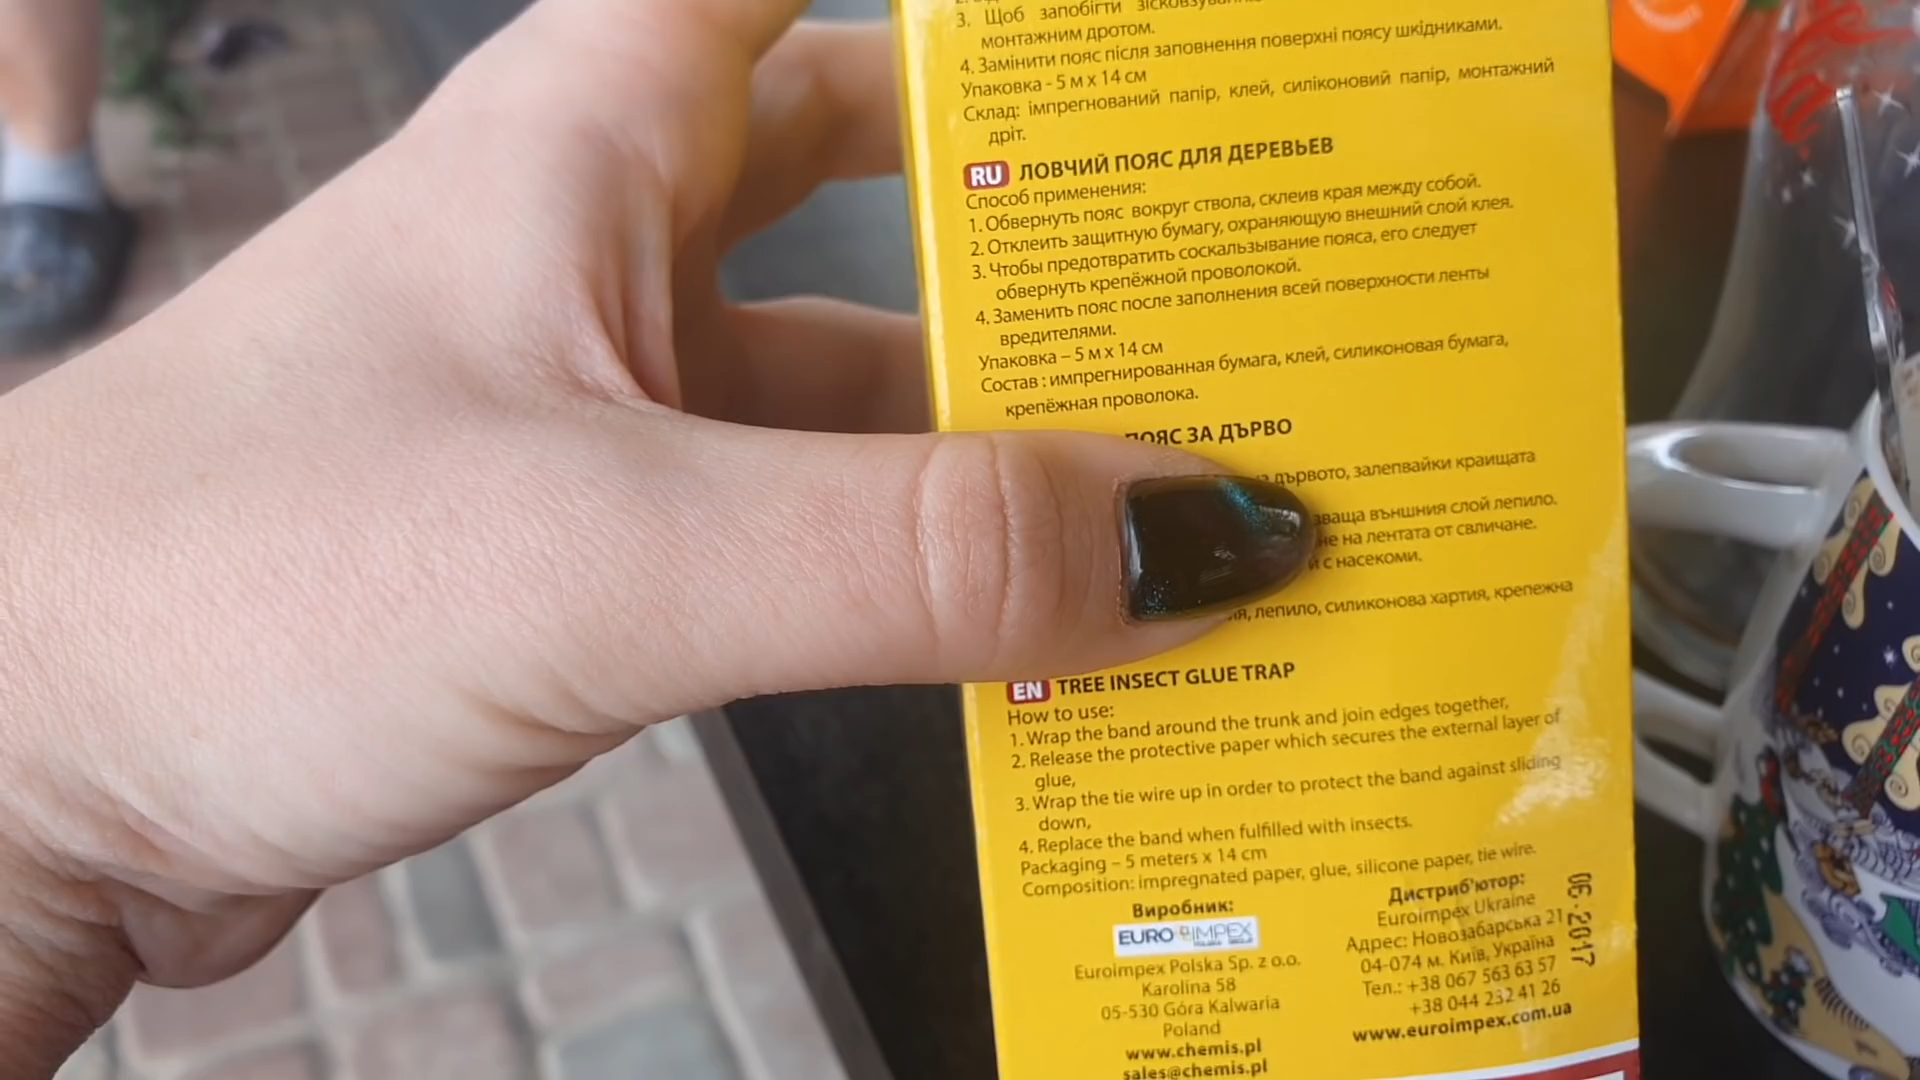 3. Щоб запобігти
монтажним дротом.
4. Замінити пояс після заповнення поверхні поясу шкідниками.
Упаковка - 5 м х 14 см
Склад: імпрегнований папір, клей, силіконовий папір, монтажний
дріт.
RU ЛОВЧИЙ ПОЯС ДЛЯ ДЕРЕВЬЕВ
Способ применения:
1. Обвернуть пояс вокруг ствола, склеив края между собой.
2. Отклеить защитную бумагу, охраняющую внешний слой клея.
3. Чтобы предотвратить соскальзывание пояса, его следует
обвернуть крепёжной проволокой.
4. Заменить пояс после заполнения всей поверхности ленты
вредителями.
Упаковка – 5 м х 14 см
Состав : импрегнированная бумага, клей, силиконовая бумага,
крепёжная проволока.
ПОЯС ЗА ДЪРВО
дървото, залепвайки краищата
външния слой лепило.
на лентата от свличане.
с насекоми.
лепило, силиконова хартия, крепежна
EN TREE INSECT GLUE TRAP
How to use:
1. Wrap the band around the trunk and join edges together,
2. Release the protective paper which secures the external layer of
glue,
3. Wrap the tie wire up in order to protect the band against sliding
down,
4. Replace the band when fulfilled with insects.
Packaging – 5 meters x 14 cm
Composition: impregnated paper, glue, silicone paper, tie wire.
Виробник:
EURO IMPEX
Euroimpex Polska Sp. z o.o.
Karolina 58
05-530 Góra Kalwaria
Poland
www.chemis.pl
sales@chemis.pl
Дистриб'ютор:
Euroimpex Ukraine
Адрес: Новозабарська 21
04-074 м. Київ, Україна
Тел.: +38 067 563 63 57
+38 044 232 41 26
www.euroimpex.com.ua
06.2017